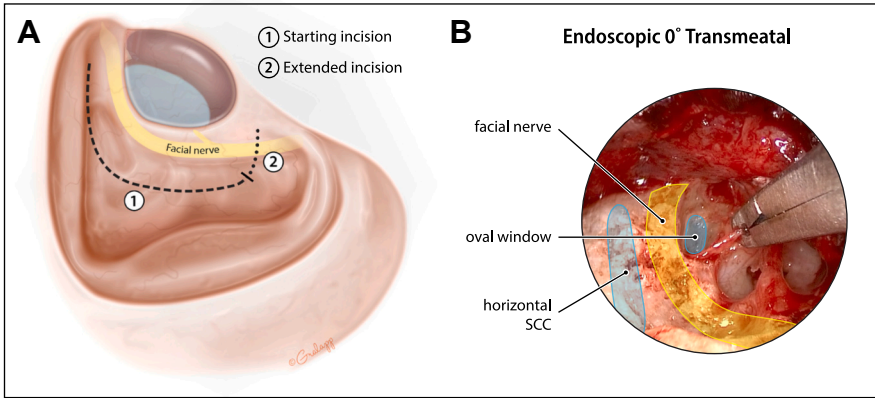 A
① Starting incision
② Extended incision
Facial nerve
①
②
B
Endoscopic 0° Transmeatal
facial nerve
oval window
horizontal
SCC